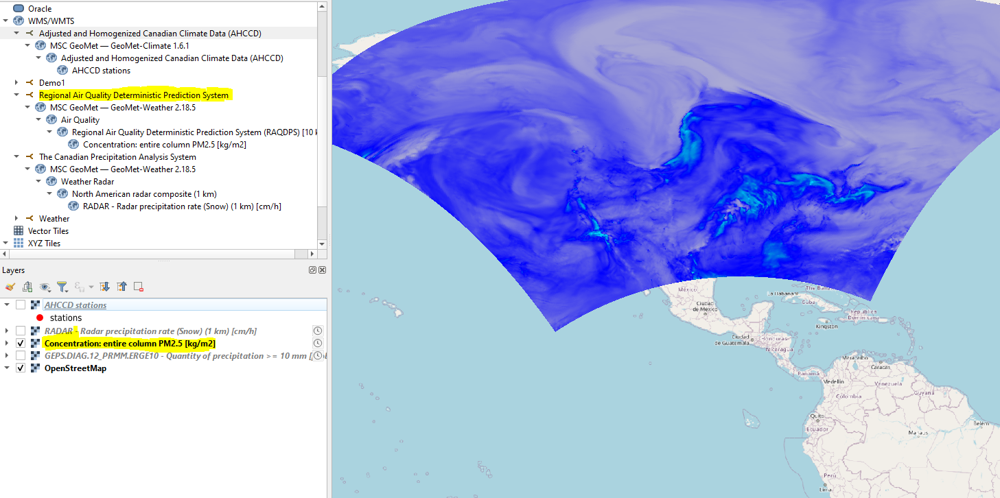 Oracle
WMS/WMTS
Adjusted and Homogenized Canadian Climate Data (AHCCD)
MSC GeoMet — GeoMet-Climate 1.6.1
Adjusted and Homogenized Canadian Climate Data (AHCCD)
AHCCD stations
Demo1
Regional Air Quality Deterministic Prediction System
MSC GeoMet — GeoMet-Weather 2.18.5
Air Quality
Regional Air Quality Deterministic Prediction System (RAQDPS) [10 k
Concentration: entire column PM2.5 [kg/m2]
The Canadian Precipitation Analysis System
MSC GeoMet — GeoMet-Weather 2.18.5
Weather Radar
North American radar composite (1 km)
RADAR - Radar precipitation rate (Snow) (1 km) [cm/h]
Weather
Vector Tiles
XYZ Tiles
Layers
AHCCD stations
stations
RADAR - Radar precipitation rate (Snow) (1 km) [cm/h]
Concentration: entire column PM2.5 [kg/m2]
GEPS.DIAG.12_PRMM.ERGE10 - Quantity of precipitation >= 10 mm
OpenStreetMap
México
Ciudad
de México
La Habana
The Ba
Cuba
Kingston
República
Dominicana
Ciudad
de Guatemala
Honduras
Nicaragua
Panamá
Maracaibo
Caracas
Medellín
Venezuela
Guyana
Colombia
Quito
Ecuador
Manaus
Belém
Perú
Lima